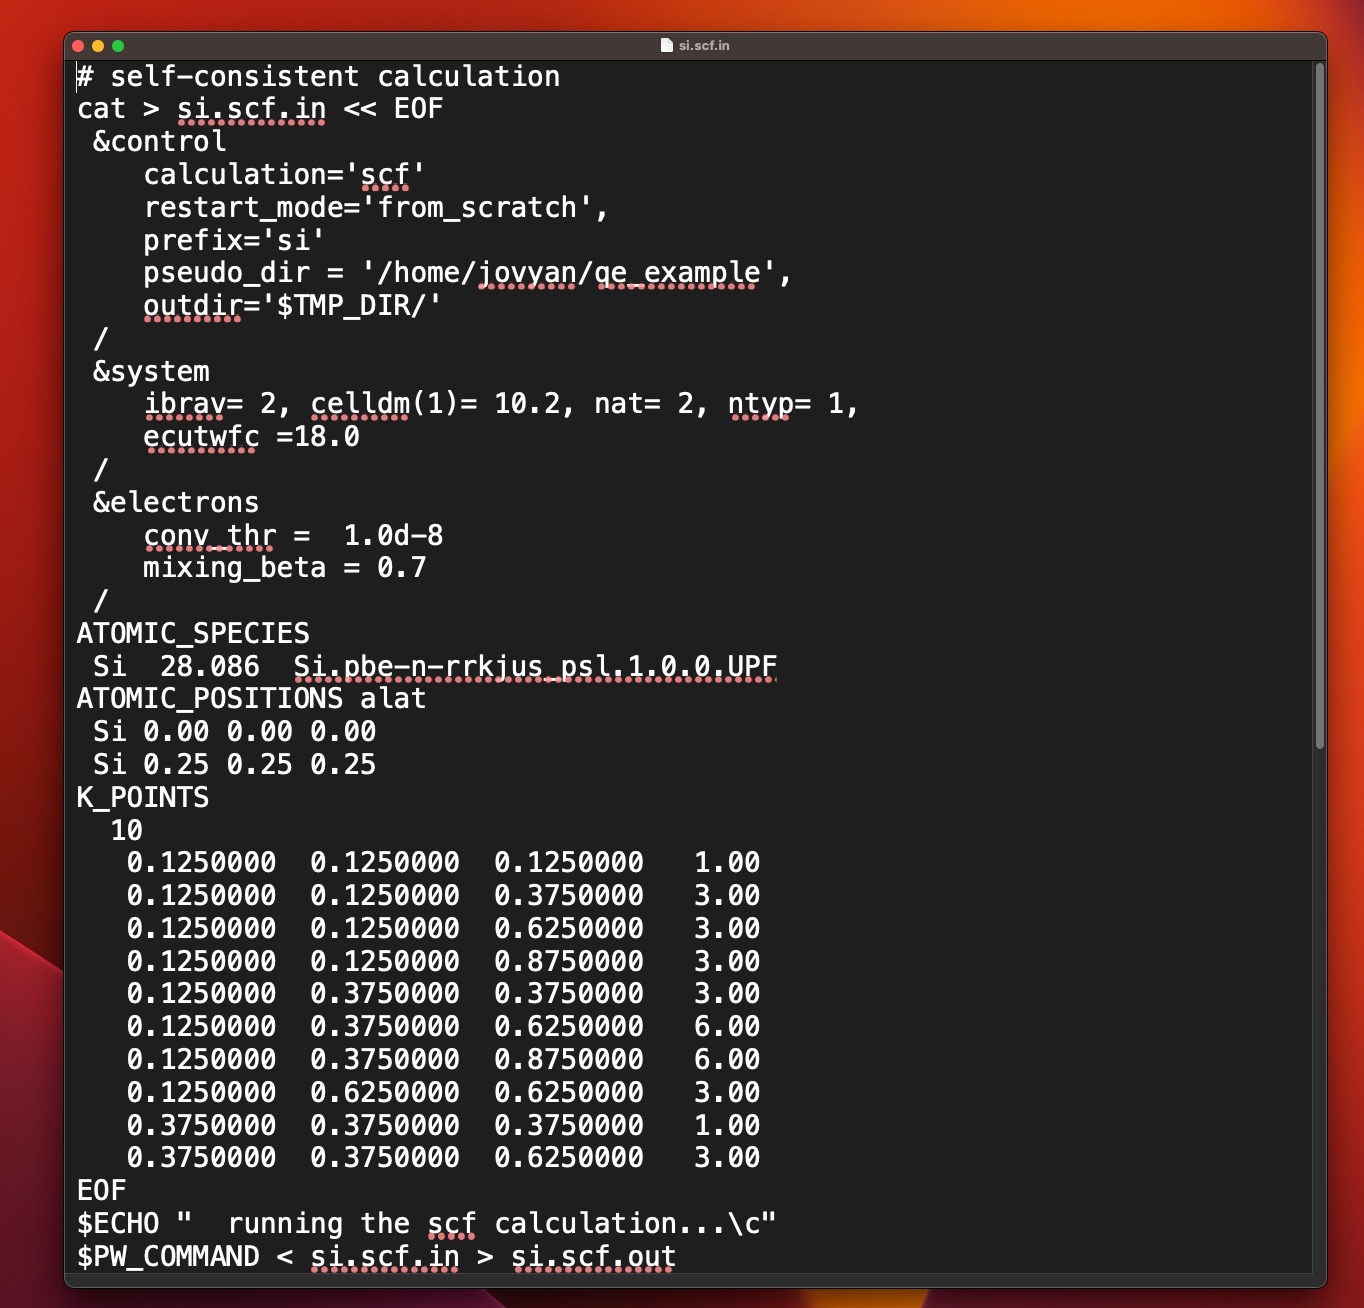 si.scf.in
# self-consistent calculation
cat > si.scf.in << EOF
 &control
    calculation='scf'
    restart_mode='from_scratch',
    prefix='si'
    pseudo_dir = '/home/jovyan/qe_example',
    outdir='$TMP_DIR/'
 /
 &system
    ibrav= 2, celldm(1)= 10.2, nat= 2, ntyp= 1,
    ecutwfc =18.0
 /
 &electrons
    conv_thr =  1.0d-8
    mixing_beta = 0.7
 /
ATOMIC_SPECIES
 Si  28.086  Si.pbe-n-rrkjus_psl.1.0.0.UPF
ATOMIC_POSITIONS alat
 Si 0.00 0.00 0.00
 Si 0.25 0.25 0.25
K_POINTS
  10
   0.1250000  0.1250000  0.1250000   1.00
   0.1250000  0.1250000  0.3750000   3.00
   0.1250000  0.1250000  0.6250000   3.00
   0.1250000  0.1250000  0.8750000   3.00
   0.1250000  0.3750000  0.3750000   3.00
   0.1250000  0.3750000  0.6250000   6.00
   0.1250000  0.3750000  0.8750000   6.00
   0.1250000  0.6250000  0.6250000   3.00
   0.3750000  0.3750000  0.3750000   1.00
   0.3750000  0.3750000  0.6250000   3.00
EOF
$ECHO "  running the scf calculation...\c"
$PW_COMMAND < si.scf.in > si.scf.out